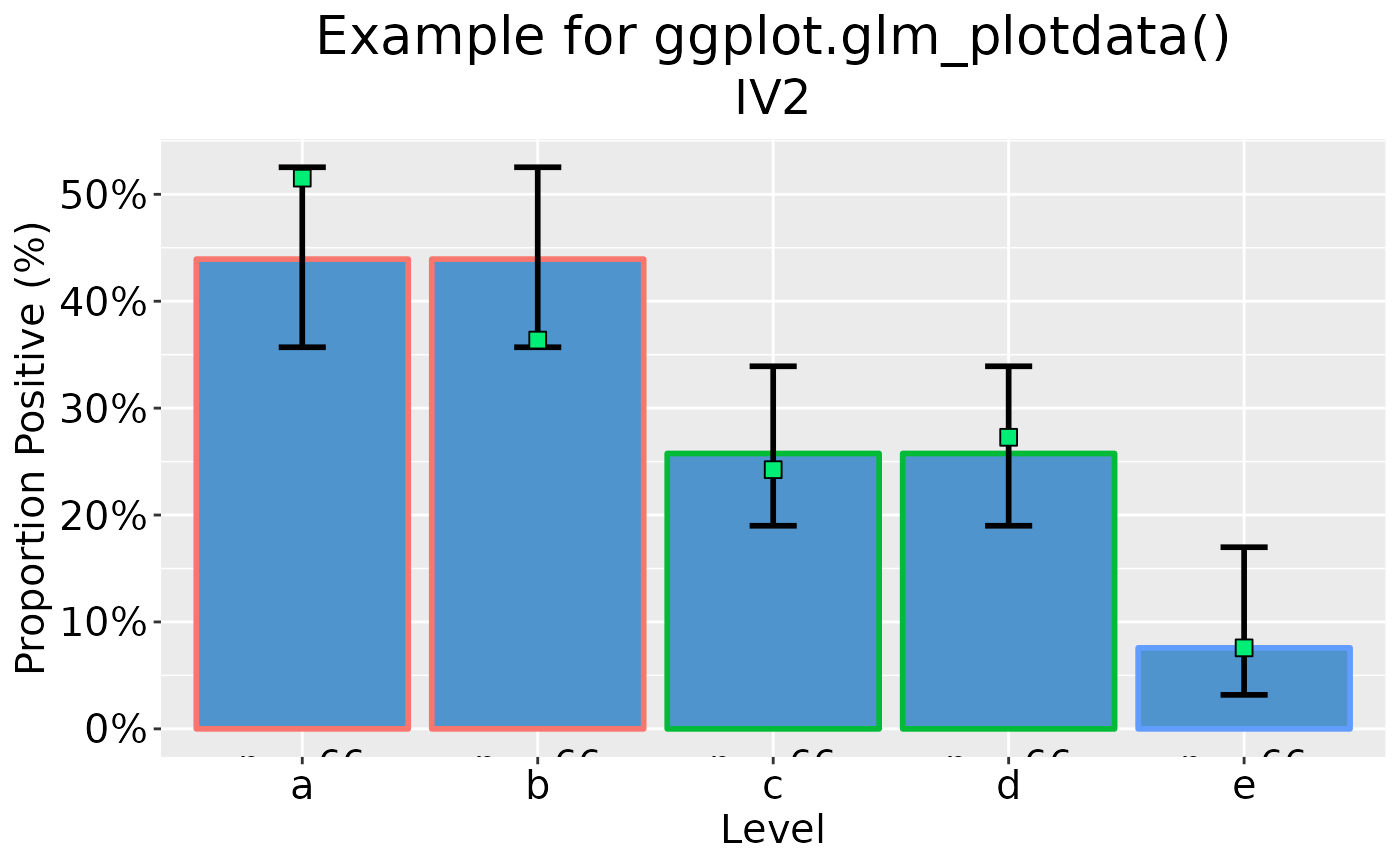 Example for ggplot.glm_plotdata()
IV2
Proportion Positive (%)
50%
40%
30%
20%
10%
0%
a b c d e
Level